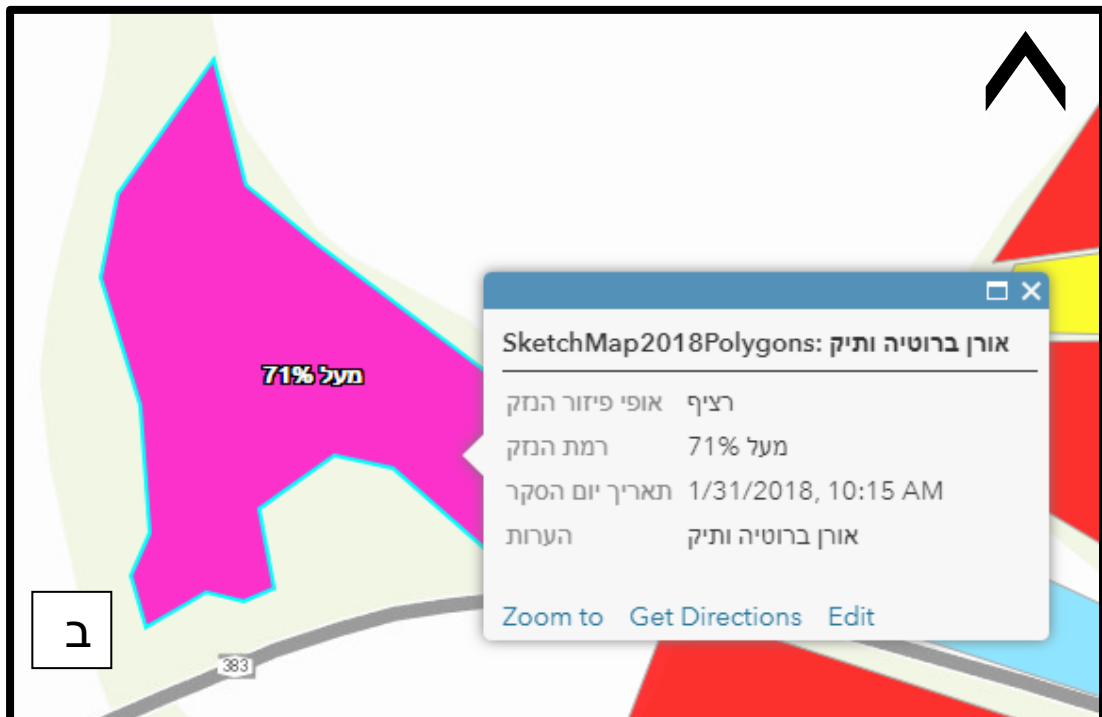 מעל 71%
SketchMap2018Polygons: אורן ברוטיה ותיק
אופי פיזור הנזק רציף
רמת הנזק מעל 71%
תאריך יום הסקר 1/31/2018, 10:15 AM
הערות אורן ברוטיה ותיק
Zoom to Get Directions Edit
ב
383